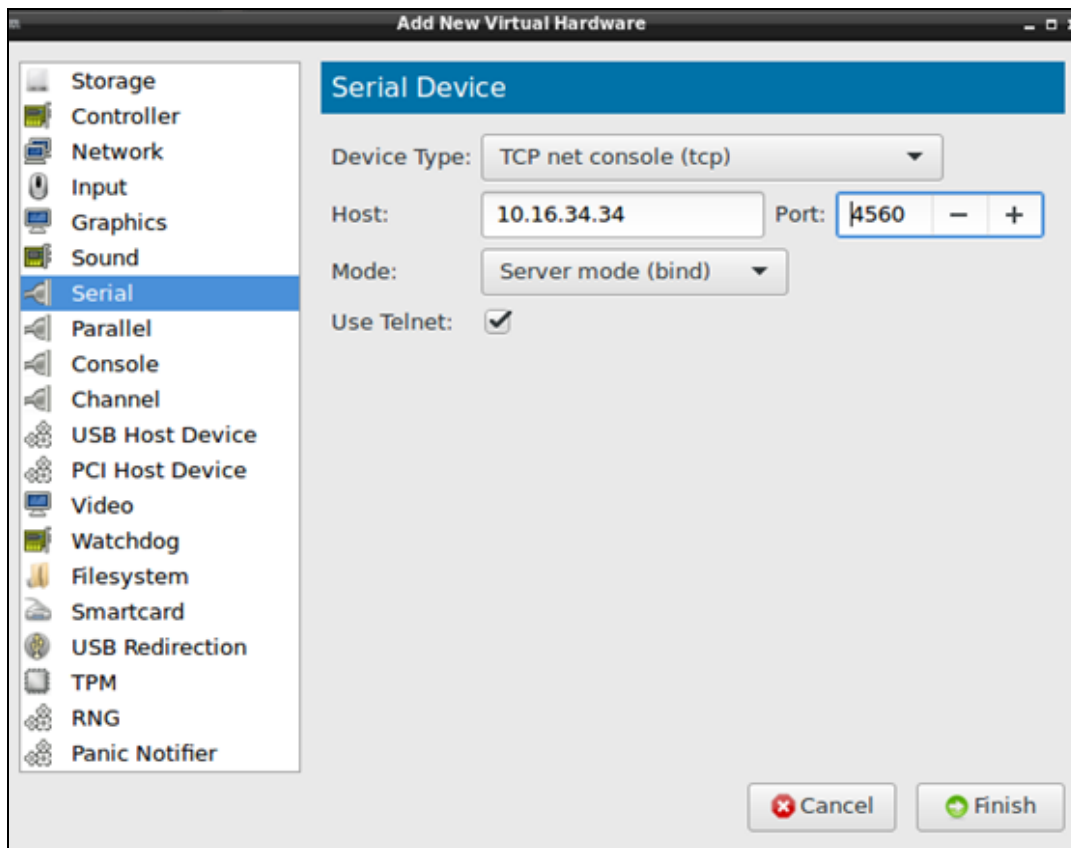 Add New Virtual Hardware
Storage
Controller
Network
Input
Graphics
Sound
Serial
Parallel
Console
Channel
USB Host Device
PCI Host Device
Video
Watchdog
Filesystem
Smartcard
USB Redirection
TPM
RNG
Panic Notifier
Serial Device
Device Type: TCP net console (tcp)
Host: 10.16.34.34 Port: 4560
Mode: Server mode (bind)
Use Telnet:
Cancel Finish